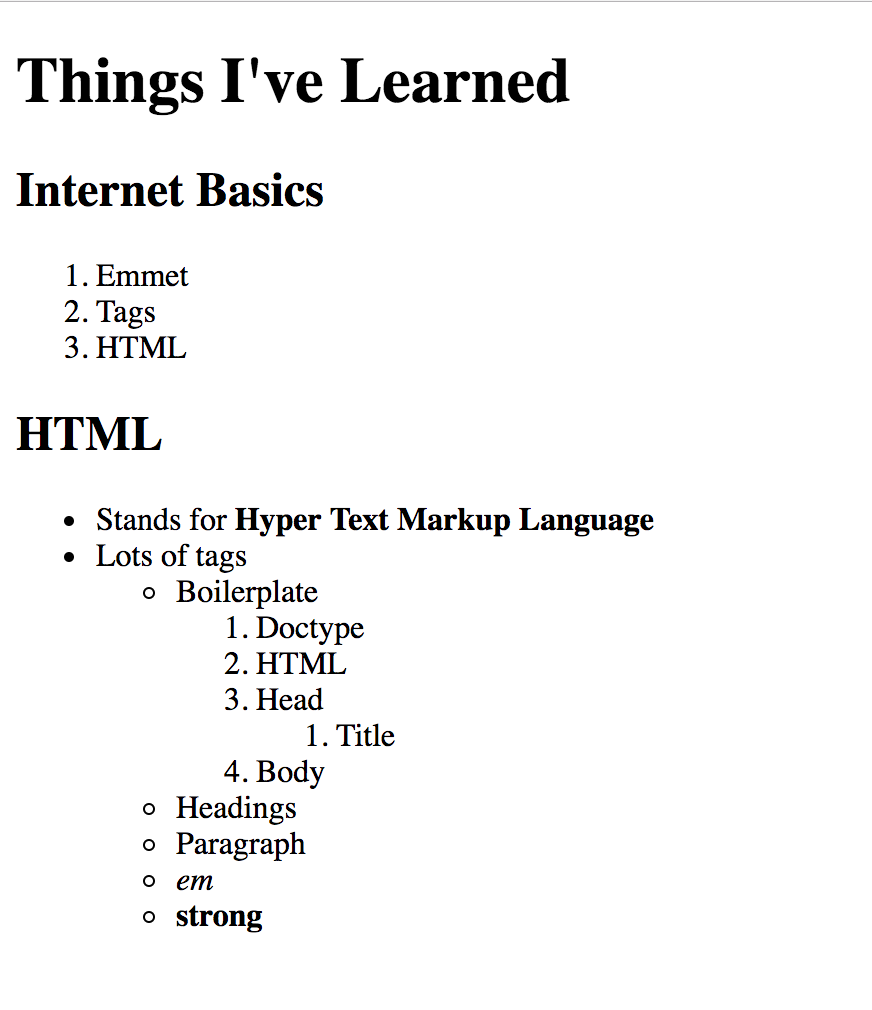 Things I've Learned
Internet Basics
1. Emmet
2. Tags
3. HTML
HTML
• Stands for Hyper Text Markup Language
• Lots of tags
◦ Boilerplate
1. Doctype
2. HTML
3. Head
1. Title
4. Body
◦ Headings
◦ Paragraph
◦ em
◦ strong